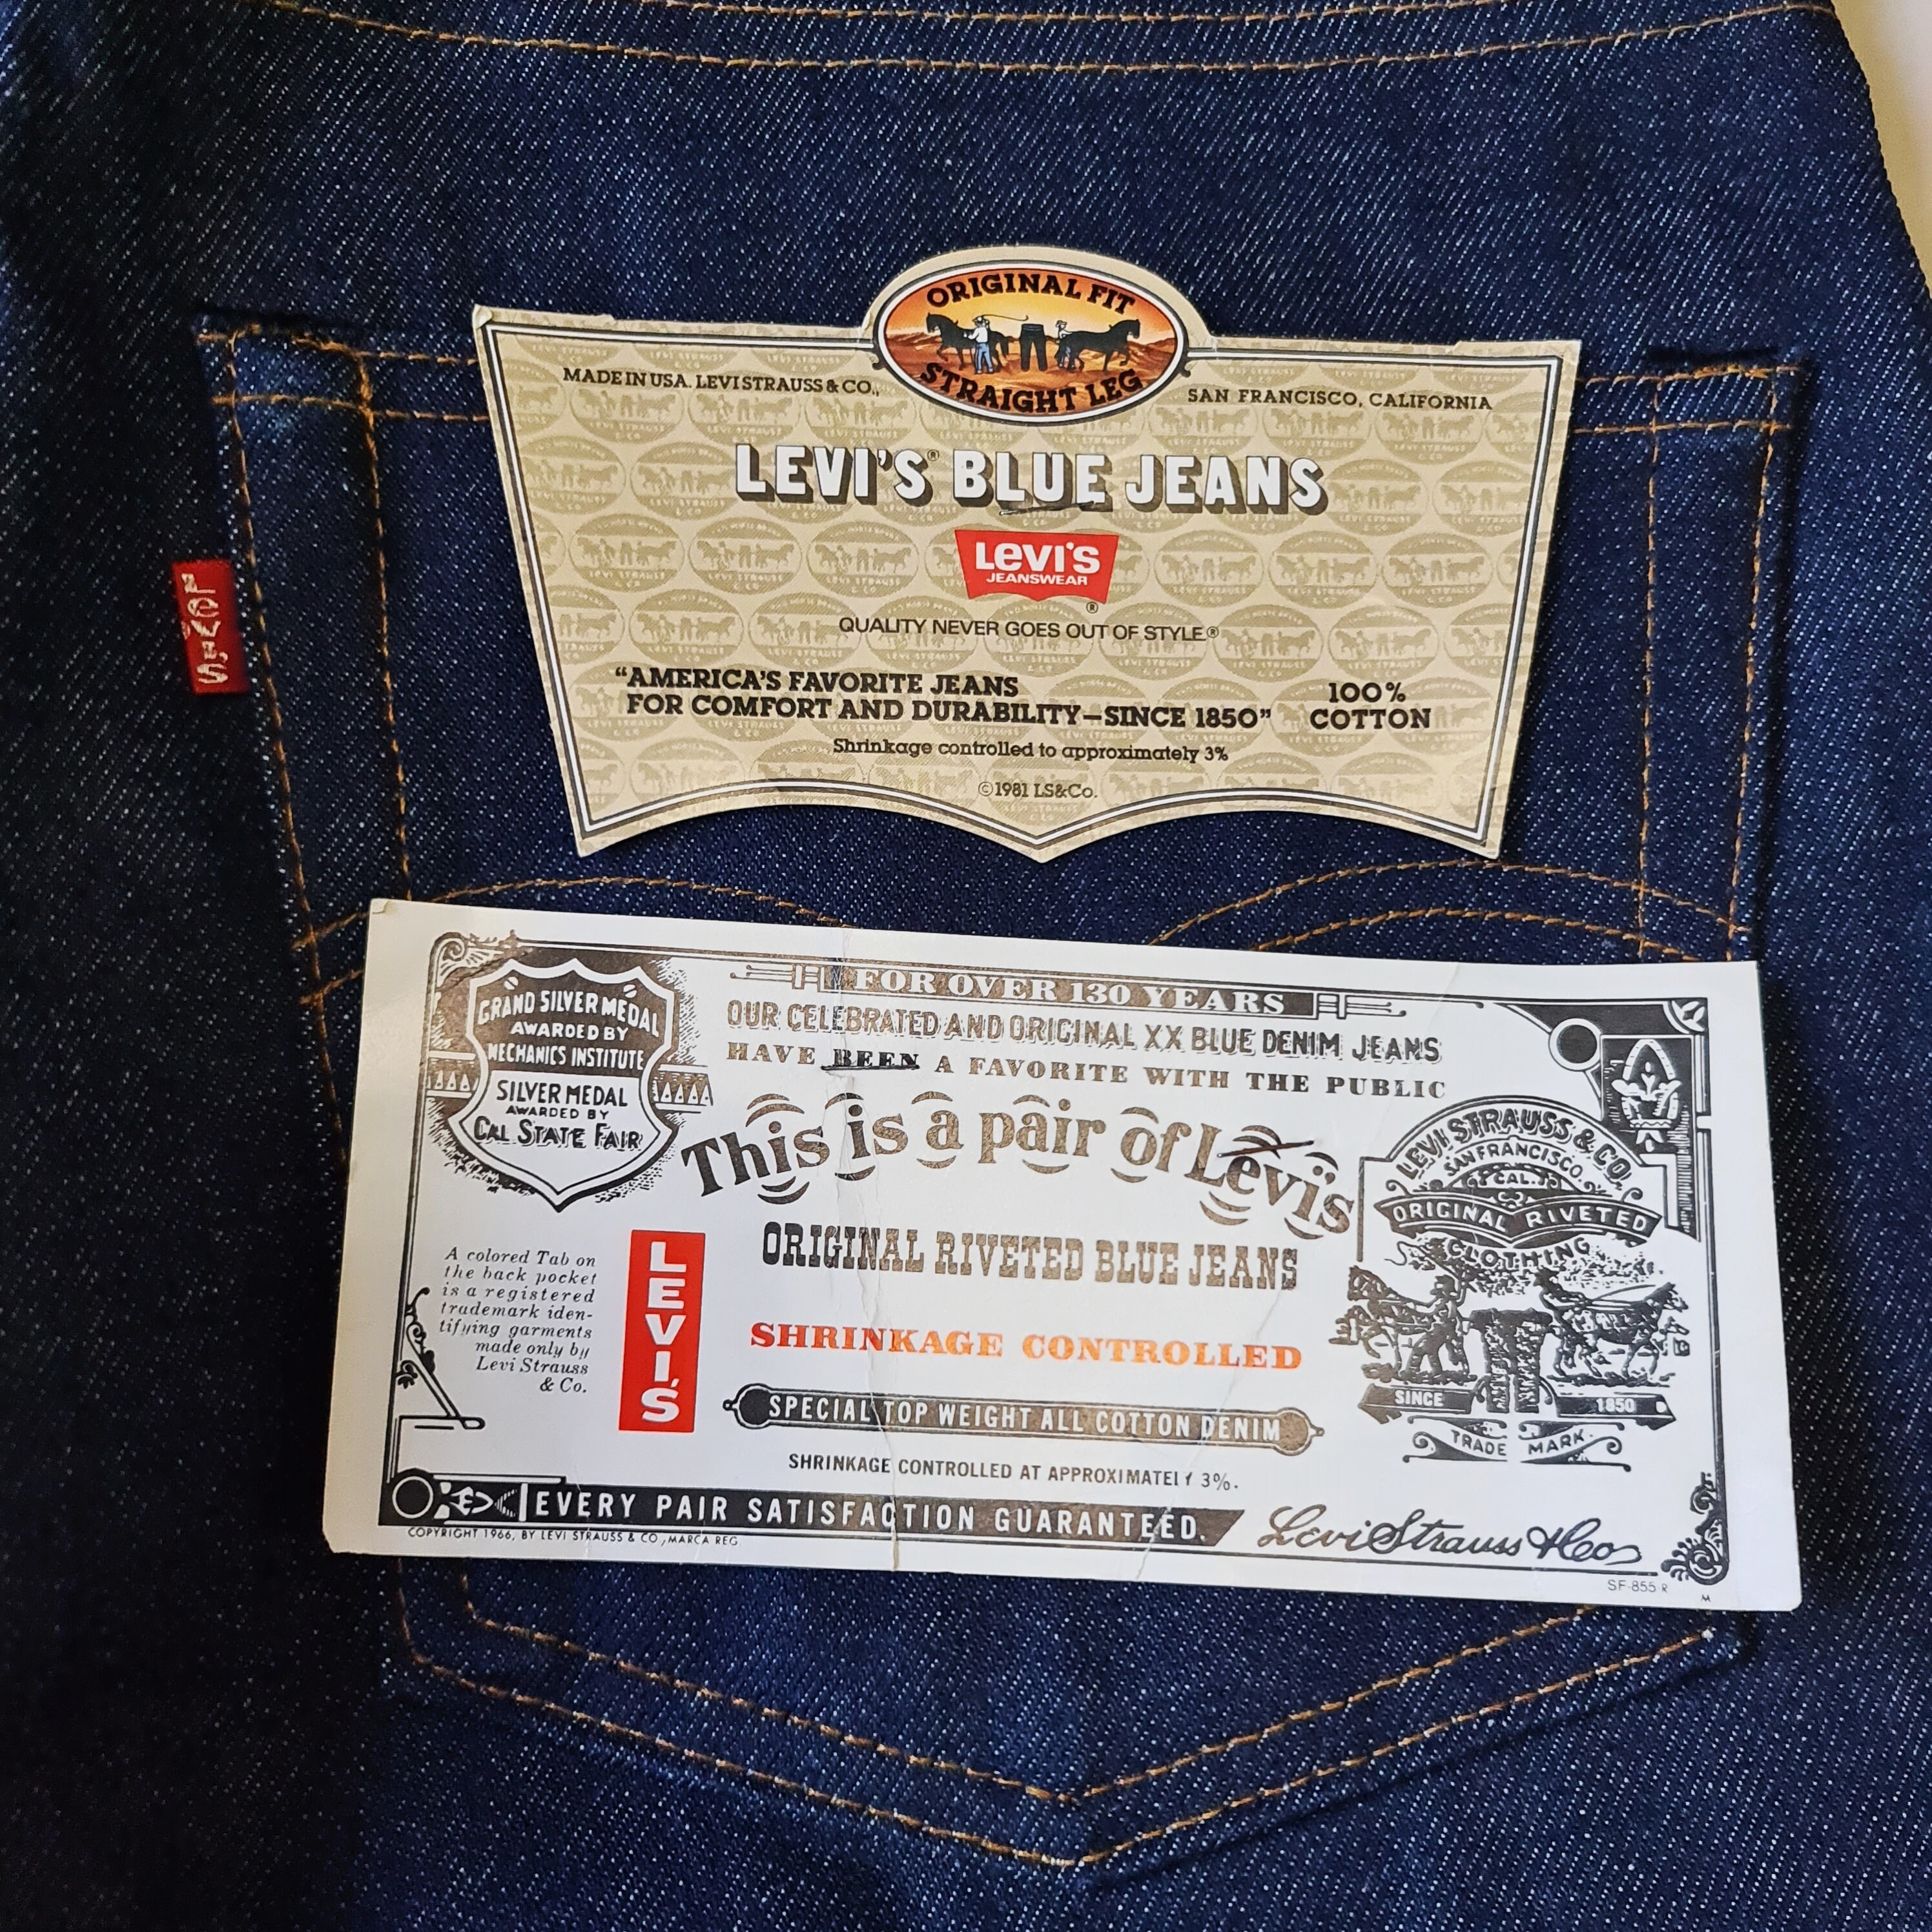 ORIGINAL FIT
STRAIGHT LEG
MADE IN USA. LEVI STRAUSS & CO.,
SAN FRANCISCO, CALIFORNIA
LEVI'S® BLUE JEANS
LEVI'S
JEANSWEAR
®
QUALITY NEVER GOES OUT OF STYLE®
"AMERICA'S FAVORITE JEANS
FOR COMFORT AND DURABILITY—SINCE 1850"
100%
COTTON
Shrinkage controlled to approximately 3%
©1981 LS&Co.
LEVI'S
GRAND SILVER MEDAL
AWARDED BY
MECHANICS INSTITUTE
SILVER MEDAL
AWARDED BY
CAL STATE FAIR
FOR OVER 130 YEARS
OUR CELEBRATED AND ORIGINAL XX BLUE DENIM JEANS
HAVE BEEN A FAVORITE WITH THE PUBLIC
This is a pair of Levi's
ORIGINAL RIVETED BLUE JEANS
SHRINKAGE CONTROLLED
SPECIAL TOP WEIGHT ALL COTTON DENIM
SHRINKAGE CONTROLLED AT APPROXIMATELY 3%.
A colored Tab on
the back pocket
is a registered
trademark iden-
tifying garments
made only by
Levi Strauss
& Co.
LEVI'S
LEVI STRAUSS & CO.
SAN FRANCISCO.
CAL.
ORIGINAL RIVETED
CLOTHING
SINCE 1850
TRADE MARK
EVERY PAIR SATISFACTION GUARANTEED.
Levi Strauss & Co
COPYRIGHT 1966, BY LEVI STRAUSS & CO., MARCA REG.
SF-855 R
M